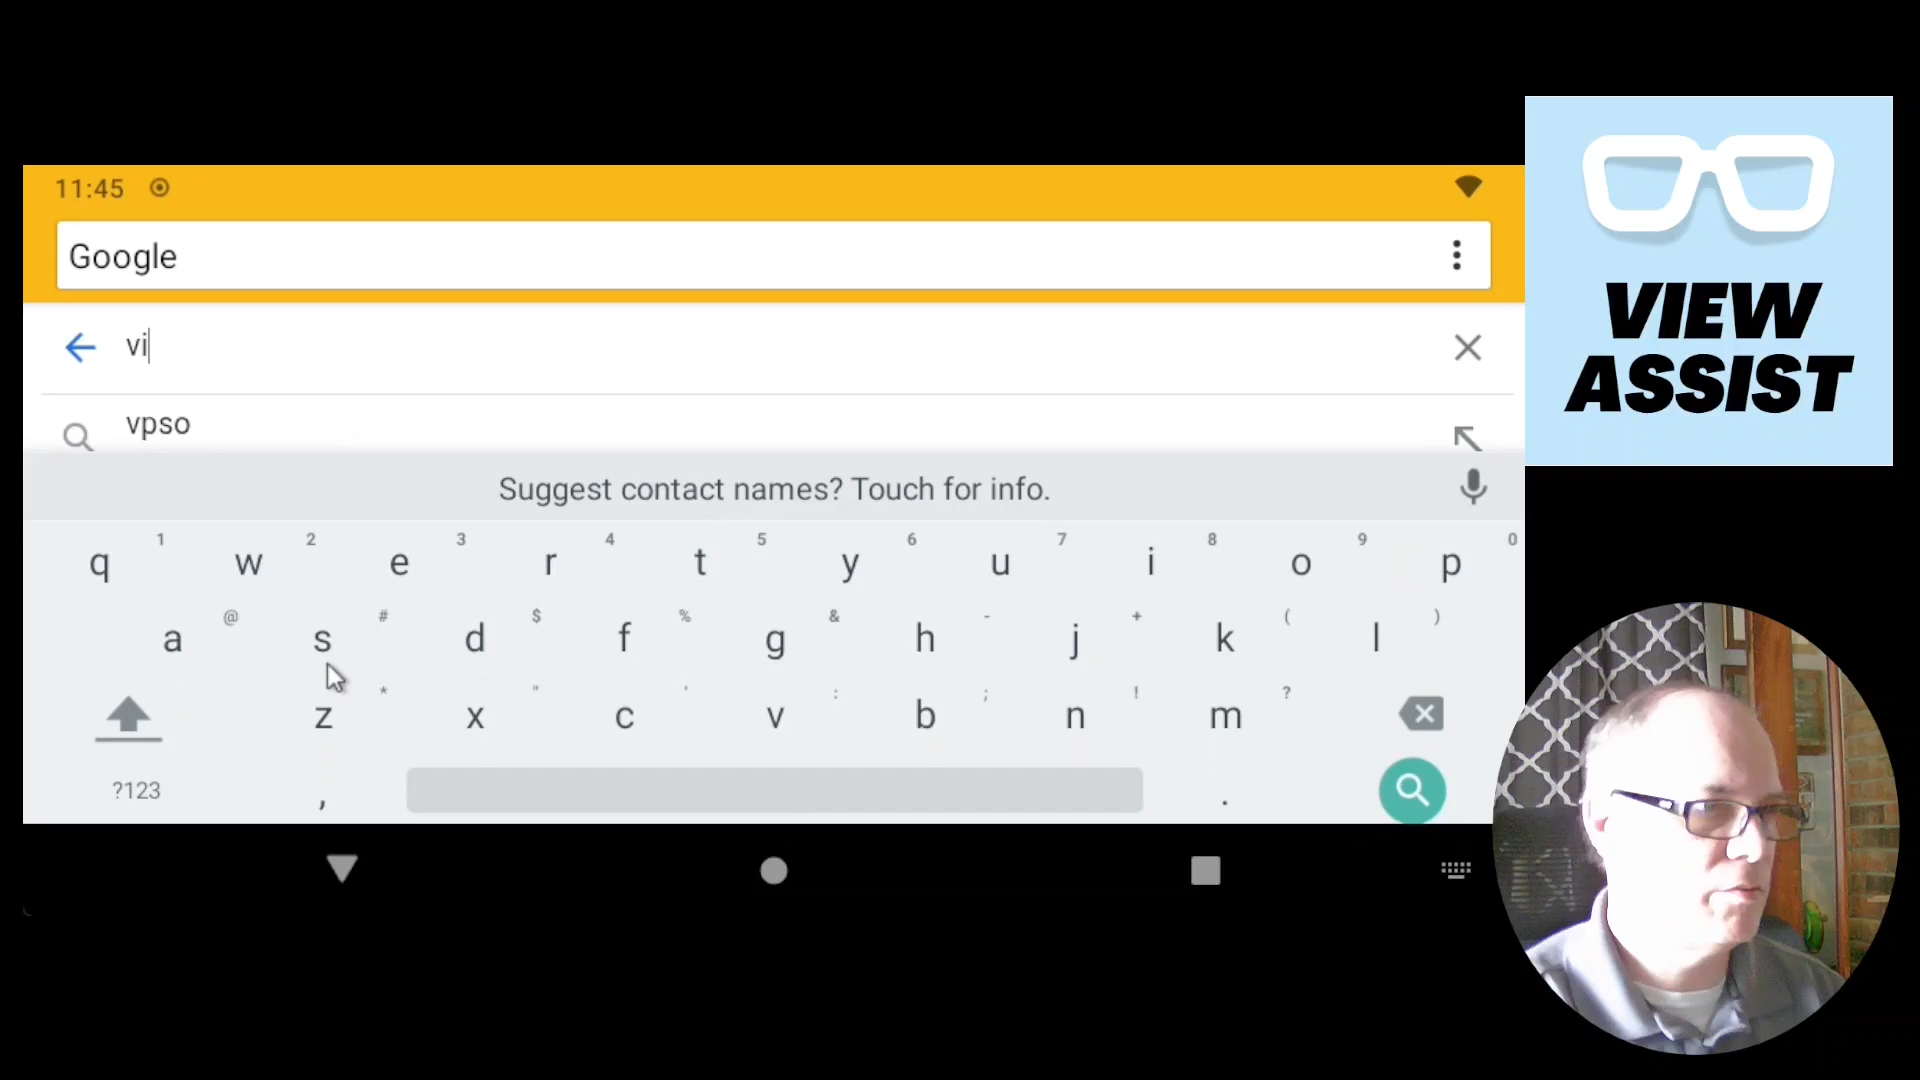 11:45
Google
vi
vpso
Suggest contact names? Touch for info.
1 2 3 4 5 6 7 8 9 0
q w e r t y u i o p
@ # $ % & - + ( )
a s d f g h j k l
* " ' : ; ! ?
z x c v b n m
?123 , .
VIEW
ASSIST